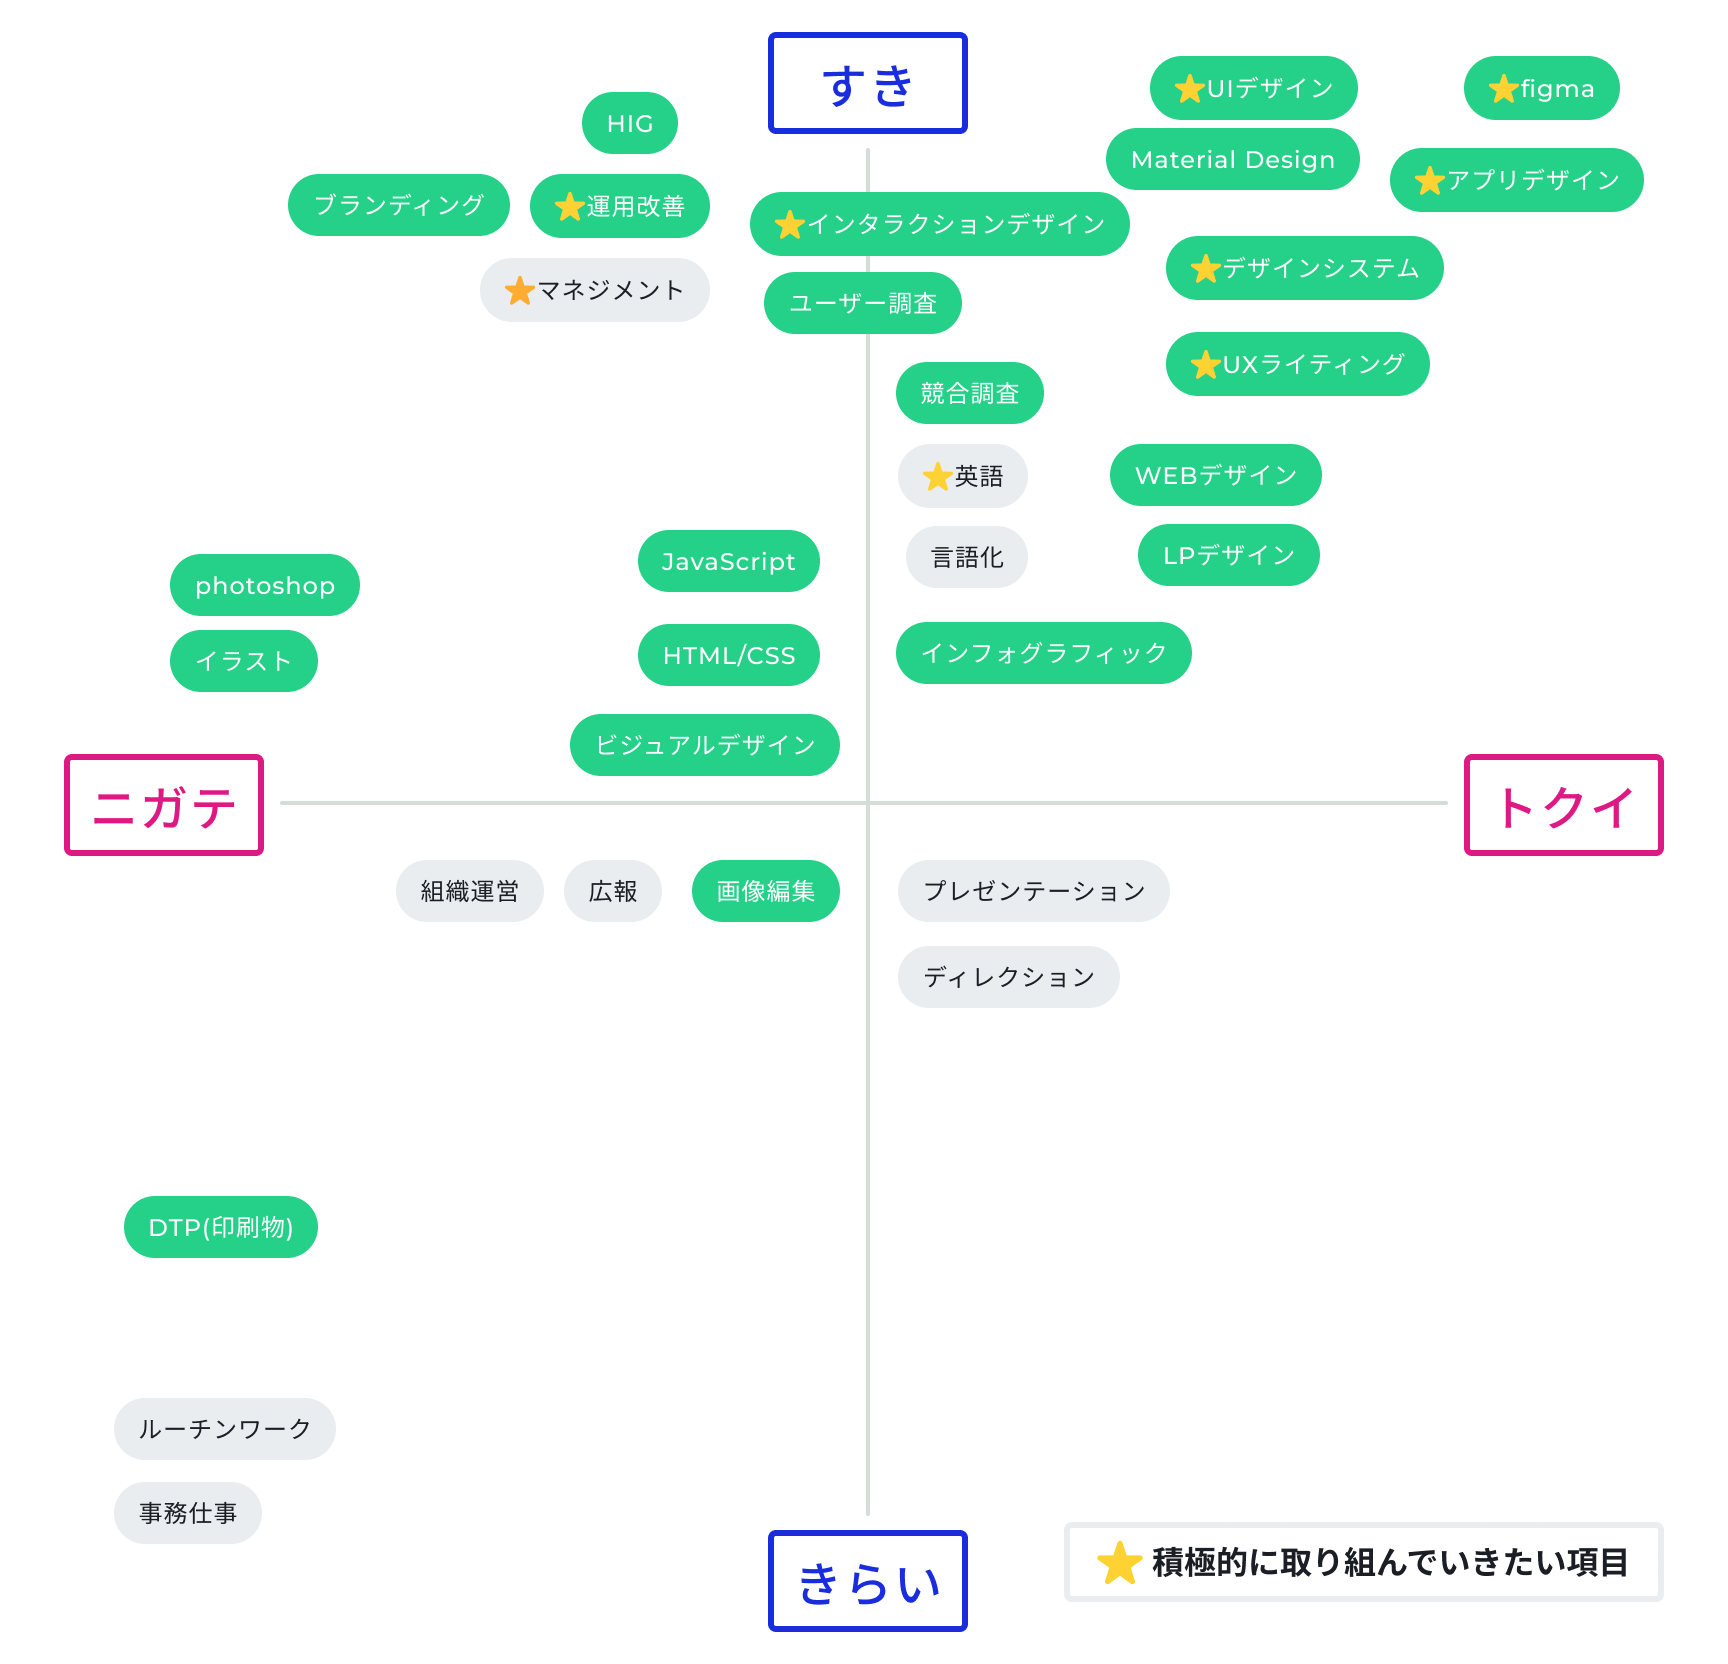 すき
⭐UIデザイン
⭐figma
HIG
Material Design
⭐アプリデザイン
ブランディング
⭐運用改善
⭐インタラクションデザイン
⭐デザインシステム
⭐マネジメント
ユーザー調査
⭐UXライティング
競合調査
⭐英語
WEBデザイン
言語化
LPデザイン
JavaScript
photoshop
HTML/CSS
インフォグラフィック
イラスト
ビジュアルデザイン
ニガテ
トクイ
組織運営
広報
画像編集
プレゼンテーション
ディレクション
DTP(印刷物)
ルーチンワーク
事務仕事
きらい
⭐積極的に取り組んでいきたい項目